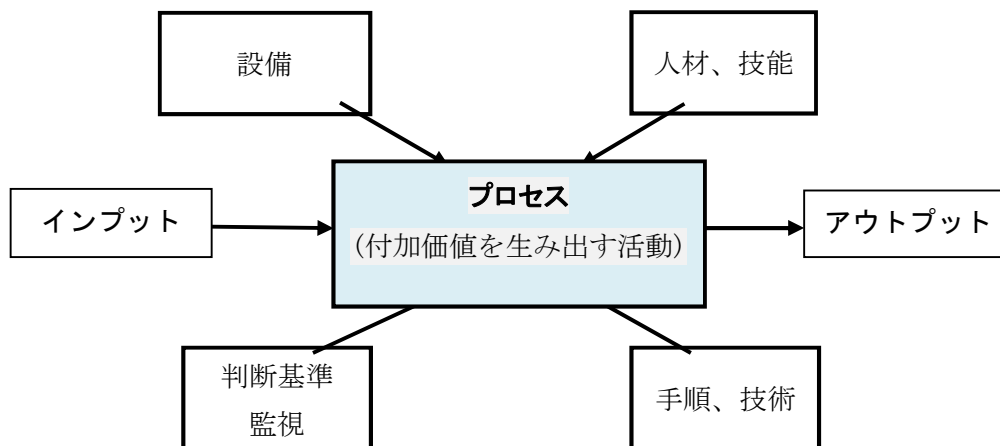 設備
人材、技能
インプット
プロセス
(付加価値を生み出す活動)
アウトプット
判断基準
監視
手順、技術